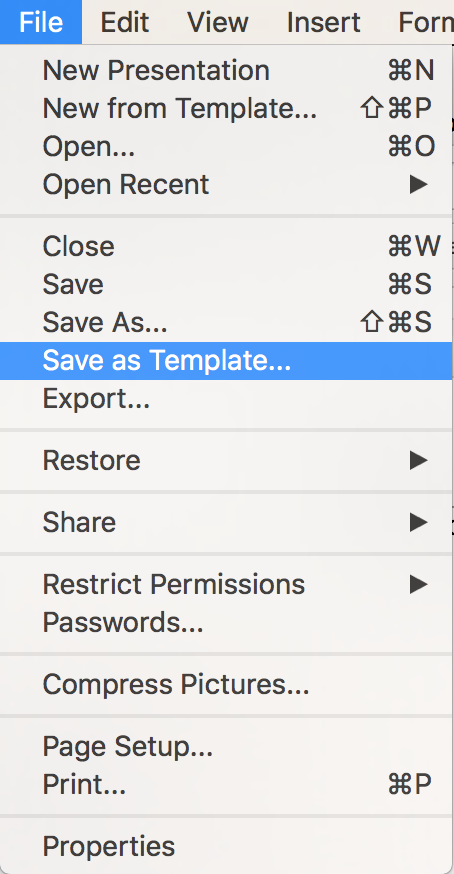 File Edit View Insert Form
New Presentation ⌘N
New from Template... ⇧⌘P
Open... ⌘O
Open Recent ▶
Close ⌘W
Save ⌘S
Save As... ⇧⌘S
Save as Template...
Export...
Restore ▶
Share ▶
Restrict Permissions ▶
Passwords...
Compress Pictures...
Page Setup...
Print... ⌘P
Properties